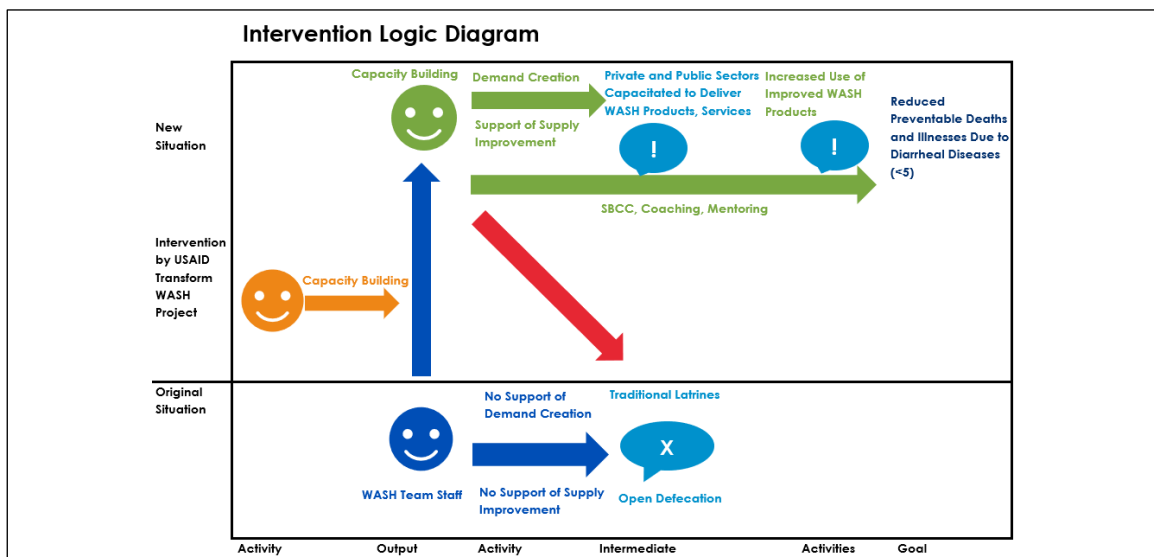 Intervention Logic Diagram
New
Situation
Capacity Building
Demand Creation
Support of Supply
Improvement
Private and Public Sectors
Capacitated to Deliver
WASH Products, Services
!
Increased Use of
Improved WASH
Products
!
Reduced
Preventable Deaths
and Illnesses Due to
Diarrheal Diseases
(<5)
SBCC, Coaching, Mentoring
Intervention
by USAID
Transform
WASH
Project
Capacity Building
Original
Situation
No Support of
Demand Creation
Traditional Latrines
X
WASH Team Staff
No Support of Supply
Improvement
Open Defecation
Activity
Output
Activity
Intermediate
Activities
Goal